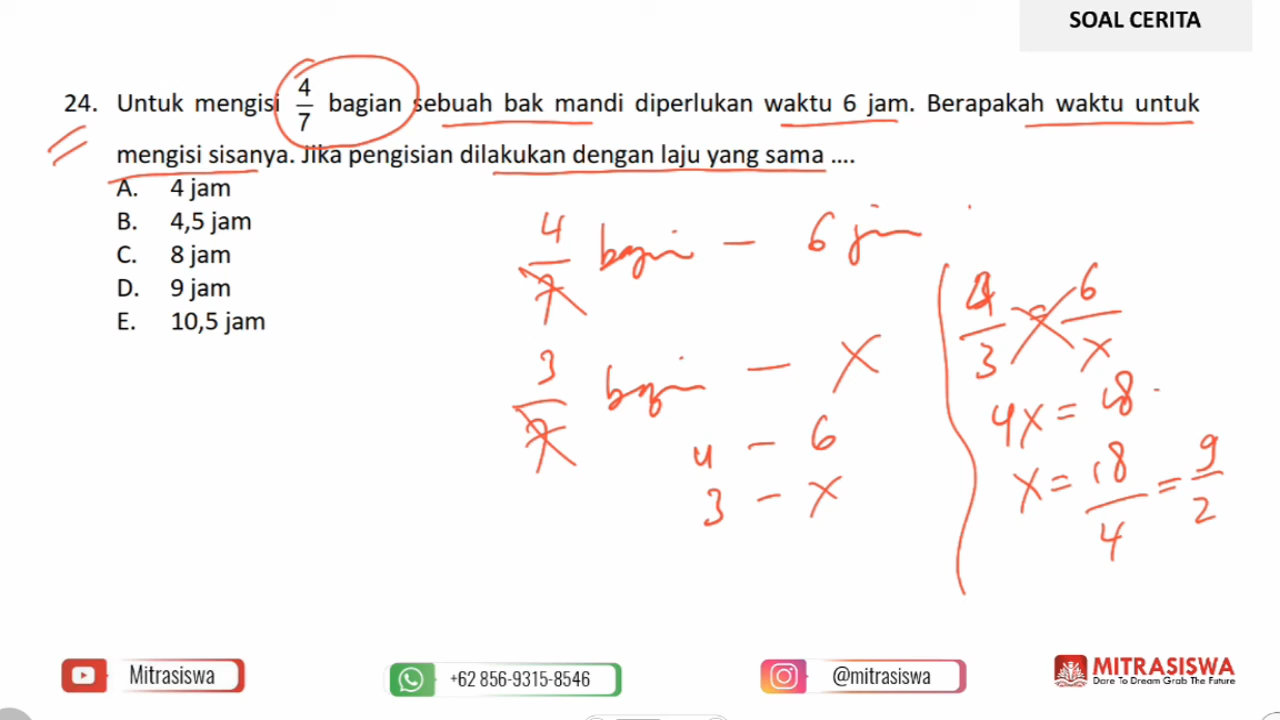 SOAL CERITA
24. Untuk mengisi 4/7 bagian sebuah bak mandi diperlukan waktu 6 jam. Berapakah waktu untuk
mengisi sisanya. Jika pengisian dilakukan dengan laju yang sama ....
A. 4 jam
B. 4,5 jam
C. 8 jam
D. 9 jam
E. 10,5 jam
4/7 bagian - 6 jam
3/7 bagian - x
4 - 6
3 - x
4/3 = 6/x
4x = 18
x = 18/4 = 9/2
Mitrasiswa
+62 856-9315-8546
@mitrasiswa
MITRASISWA
Dare To Dream Grab The Future